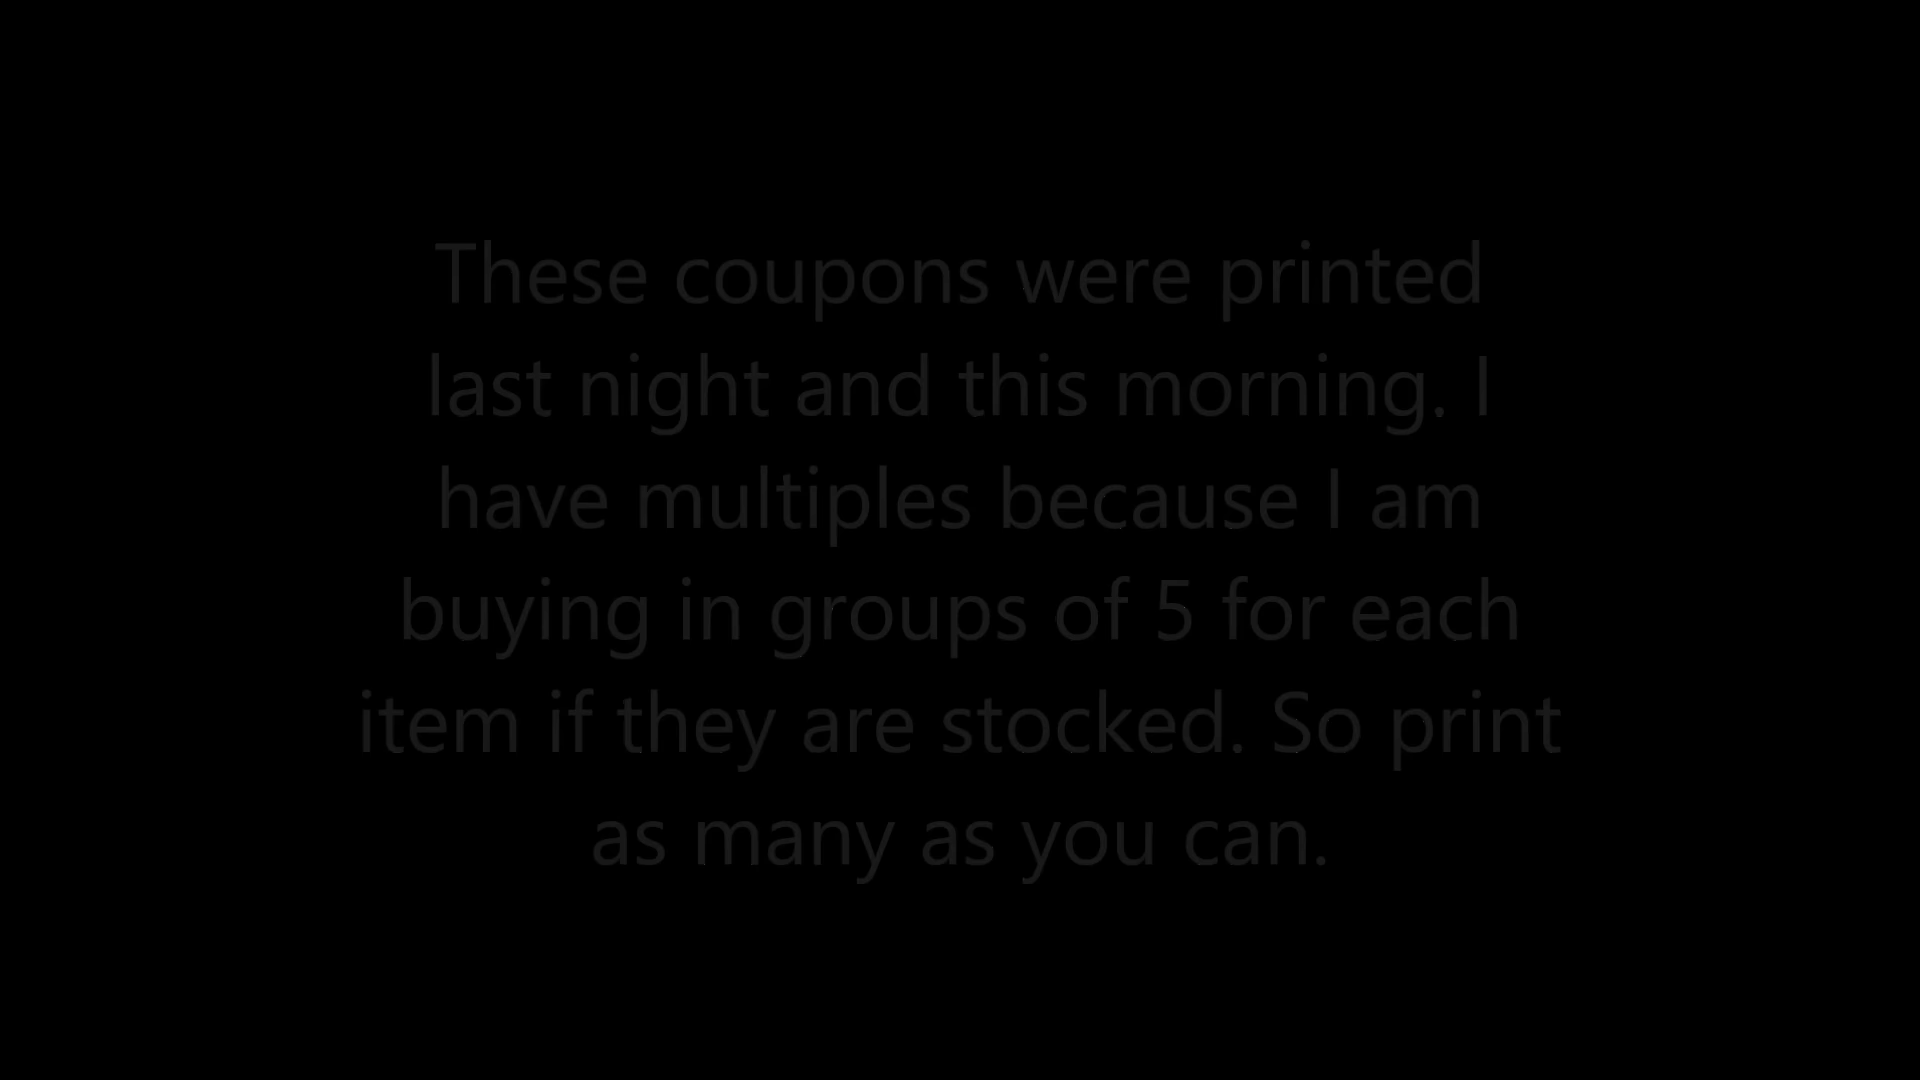 These coupons were printed
last night and this morning. I
have multiples because I am
buying in groups of 5 for each
item if they are stocked. So print
as many as you can.